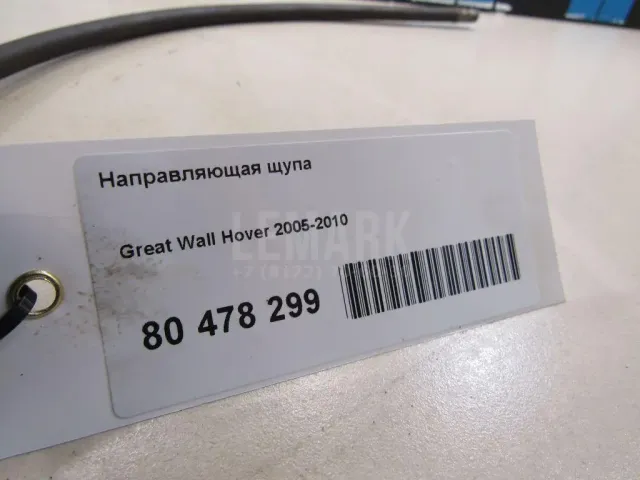 Направляющая щупа
LEMARK
Great Wall Hover 2005-2010
80 478 299